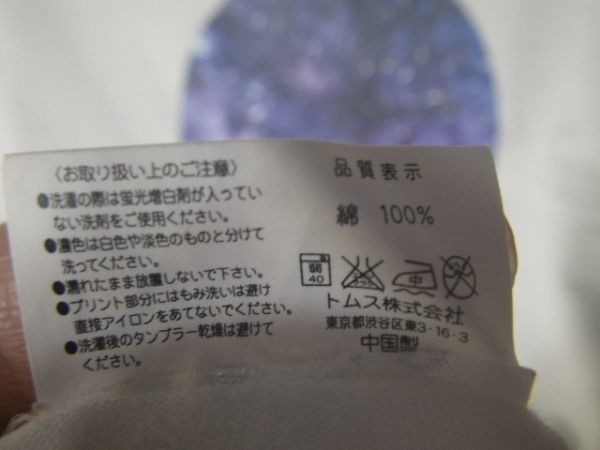 〈お取り扱い上のご注意〉
●洗濯の際は蛍光増白剤が入ってい
ない洗剤をご使用ください。
●濃色は白色や淡色のものと分けて
洗ってください。
●濡れたまま放置しないで下さい。
●プリント部分にはもみ洗いは避け
直接アイロンをあてないでください。
●洗濯後のタンブラー乾燥は避けて
ください。
品質表示
綿 100%
弱
40
中
トムス株式会社
東京都渋谷区東3-16-3
中国